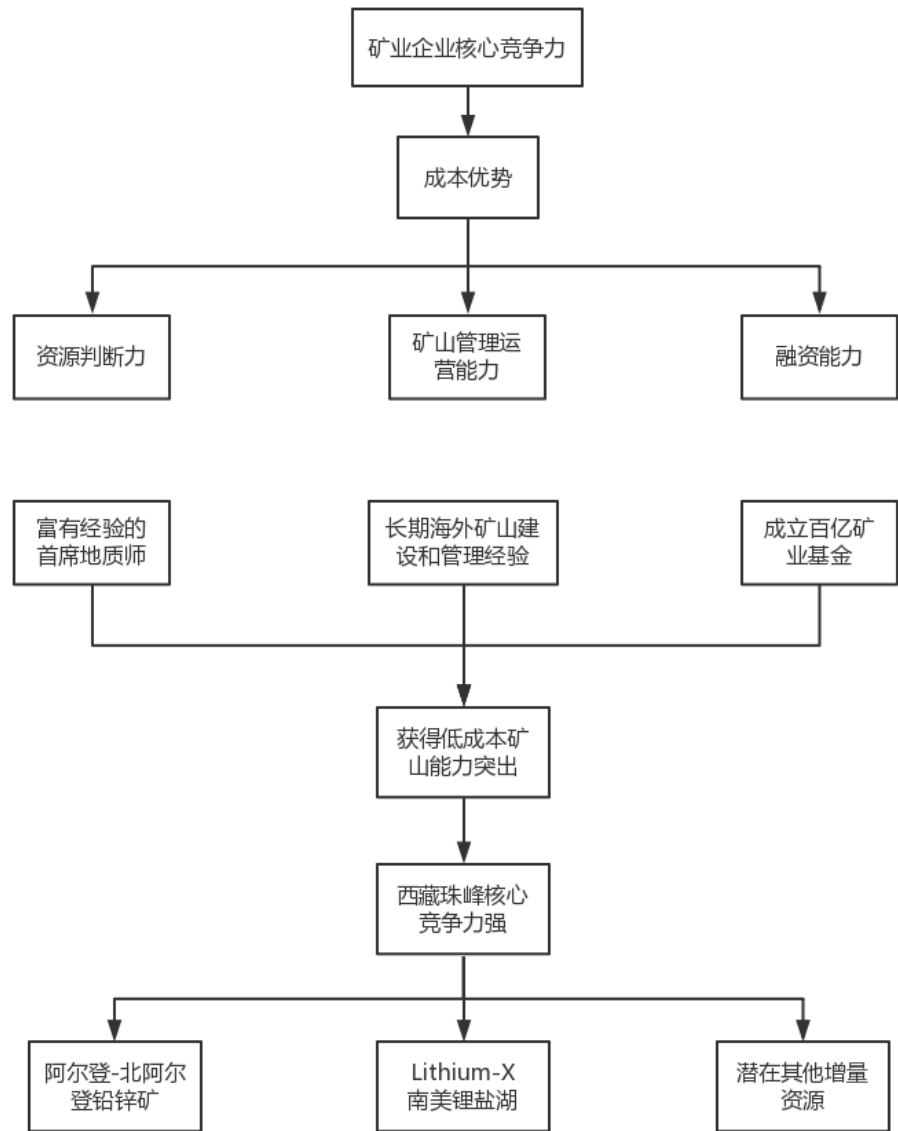 矿业企业核心竞争力
成本优势
资源判断力
矿山管理运
营能力
融资能力
富有经验的
首席地质师
长期海外矿山建
设和管理经验
成立百亿矿
业基金
获得低成本矿
山能力突出
西藏珠峰核心
竞争力强
阿尔登-北阿尔
登铅锌矿
Lithium-X
南美锂盐湖
潜在其他增量
资源